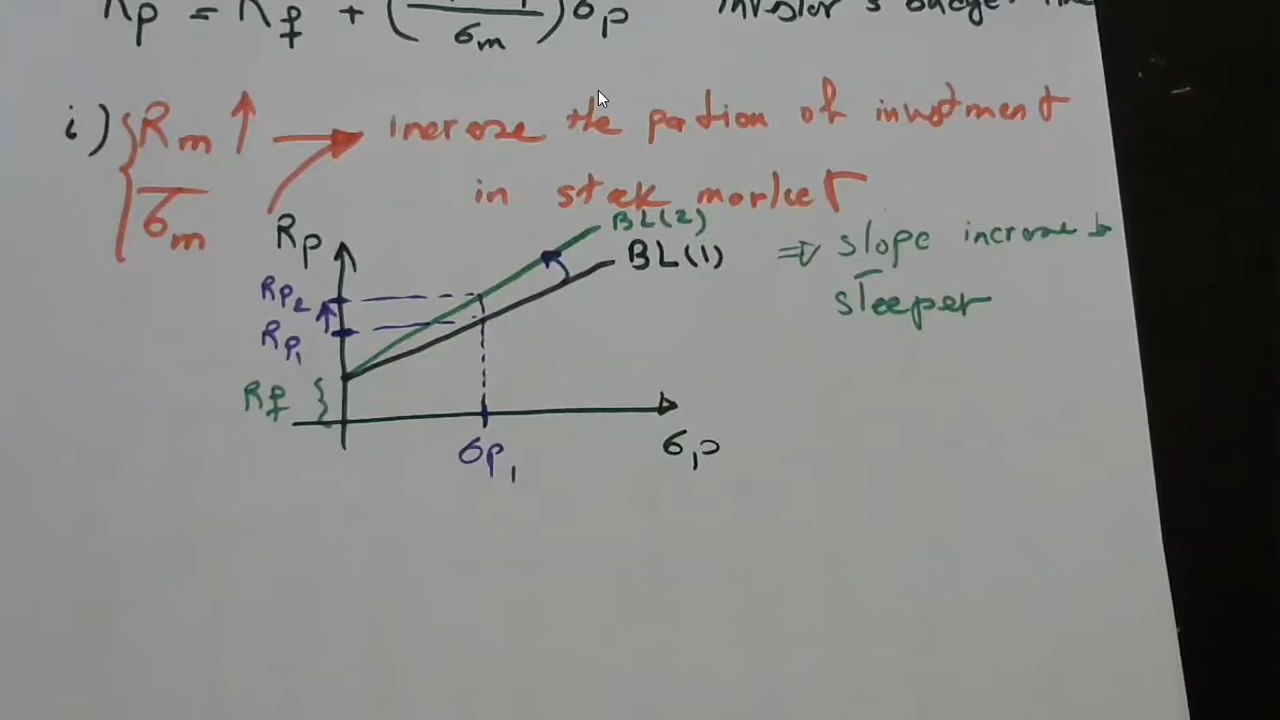 Rp = Rf + ( / σm ) σp
i) { Rm ↑ → increase the portion of investment
σm in stock market
Rp BL(2)
BL(1) ⇒ slope increase &
steeper
Rp2
Rp1
Rf {
σp1 σp